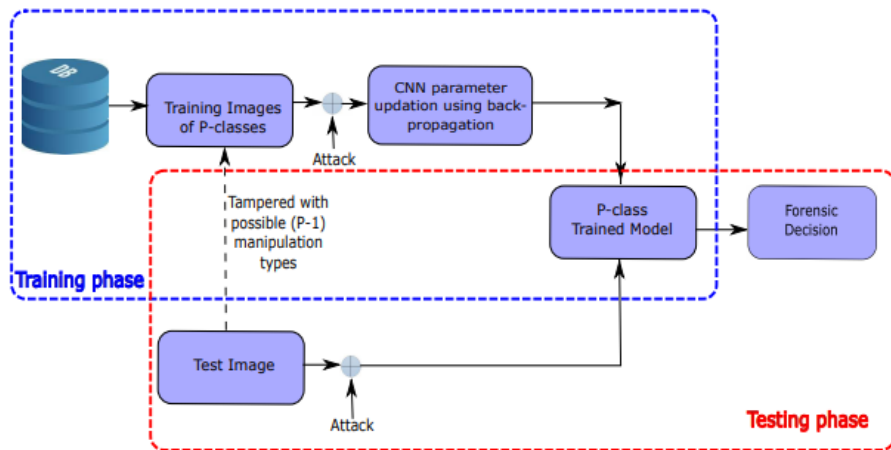 DB
Training Images
of P-classes
CNN parameter
updation using back-
propagation
Attack
Tampered with
possible (P-1)
manipulation
types
P-class
Trained Model
Forensic
Decision
Training phase
Test Image
Attack
Testing phase